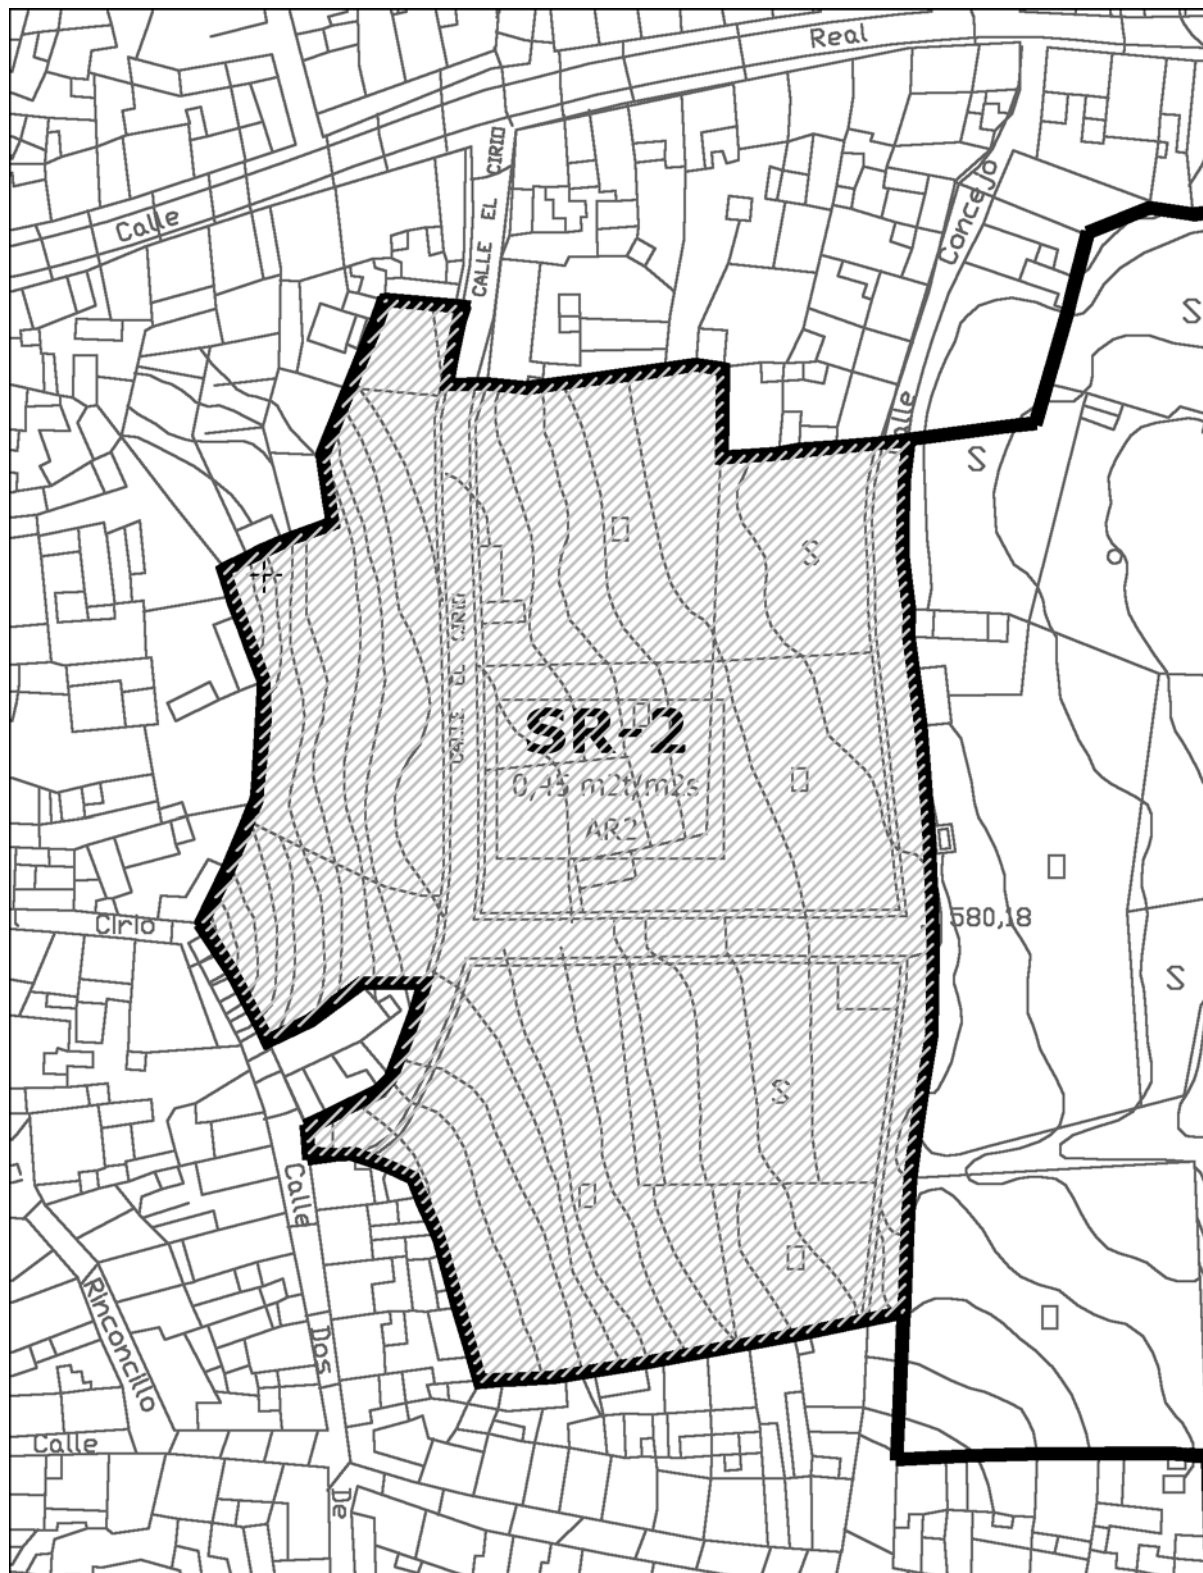 Real
CIRIO
Calle
CALLE EL
Concejo
S
S
S
CALLE EL CIRIO
SR-2
0,45 m2t/m2s
AR2
Cirio
580,18
S
S
Calle
Rinconcillo
Dos
Calle
De